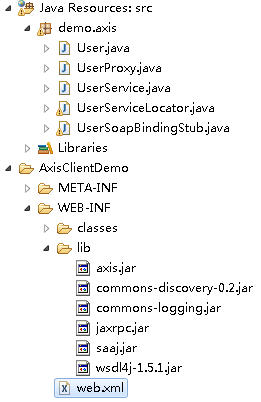 Java Resources: src
demo.axis
User.java
UserProxy.java
UserService.java
UserServiceLocator.java
UserSoapBindingStub.java
Libraries
AxisClientDemo
META-INF
WEB-INF
classes
lib
axis.jar
commons-discovery-0.2.jar
commons-logging.jar
jaxrpc.jar
saaj.jar
wsdl4j-1.5.1.jar
web.xml